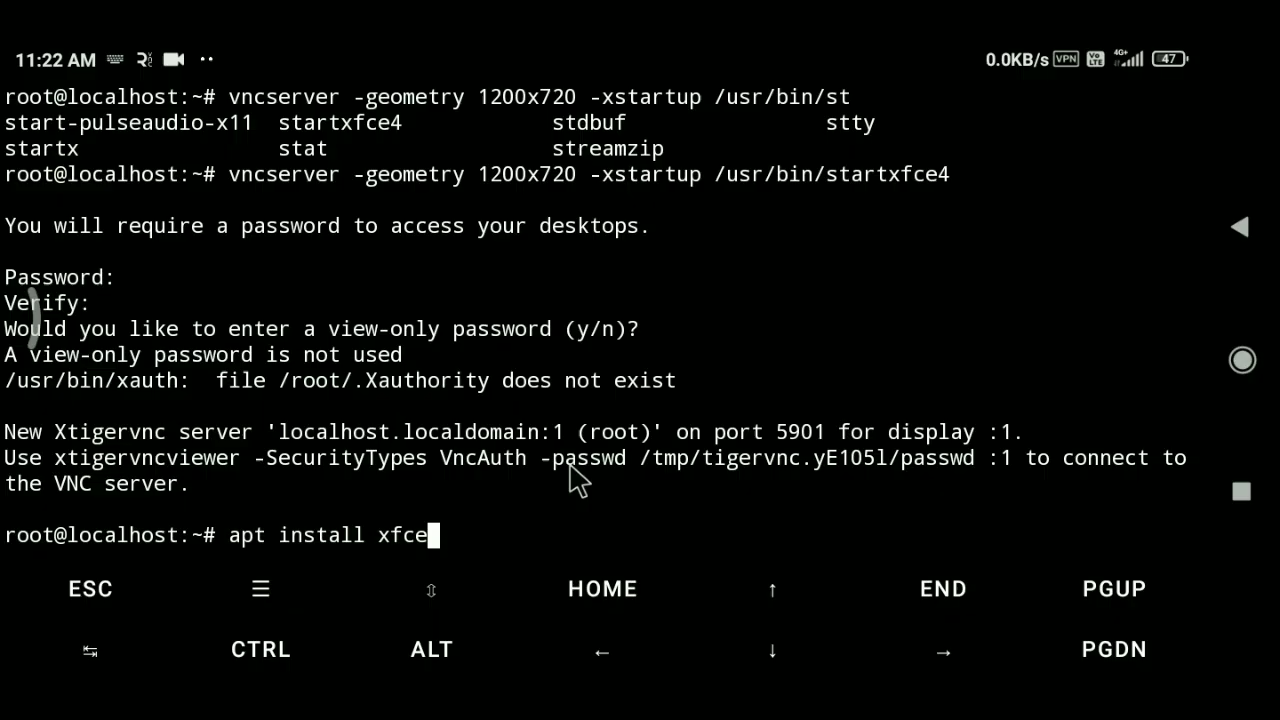 11:22 AM 0.0KB/s VPN Vo LTE 4G+ 47
root@localhost:~# vncserver -geometry 1200x720 -xstartup /usr/bin/st
start-pulseaudio-x11 startxfce4 stdbuf stty
startx stat streamzip
root@localhost:~# vncserver -geometry 1200x720 -xstartup /usr/bin/startxfce4
You will require a password to access your desktops.
Password:
Verify:
Would you like to enter a view-only password (y/n)?
A view-only password is not used
/usr/bin/xauth:  file /root/.Xauthority does not exist
New Xtigervnc server 'localhost.localdomain:1 (root)' on port 5901 for display :1.
Use xtigervncviewer -SecurityTypes VncAuth -passwd /tmp/tigervnc.yE105l/passwd :1 to connect to
the VNC server.
root@localhost:~# apt install xfce
ESC ☰ ⇳ HOME ↑ END PGUP
↹ CTRL ALT ← ↓ → PGDN